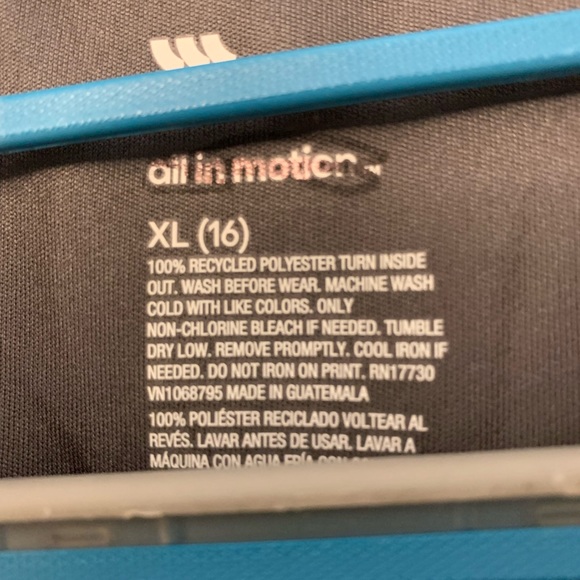 all in motion™
XL (16)
100% RECYCLED POLYESTER TURN INSIDE
OUT. WASH BEFORE WEAR. MACHINE WASH
COLD WITH LIKE COLORS. ONLY
NON-CHLORINE BLEACH IF NEEDED. TUMBLE
DRY LOW. REMOVE PROMPTLY. COOL IRON IF
NEEDED. DO NOT IRON ON PRINT. RN17730
VN1068795 MADE IN GUATEMALA
100% POLIÉSTER RECICLADO VOLTEAR AL
REVÉS. LAVAR ANTES DE USAR. LAVAR A
MÁQUINA CON AGUA FRÍA CON